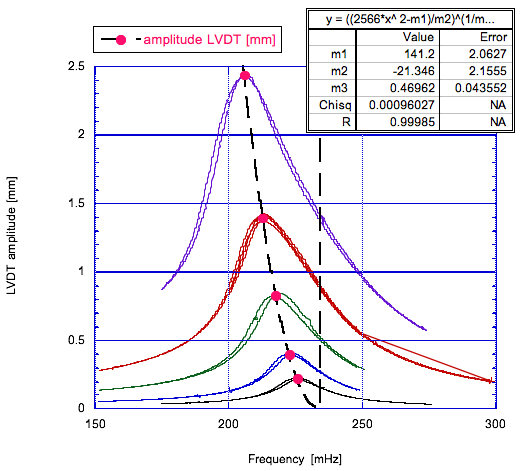 y = ((2566*x^ 2-m1)/m2)^(1/m...
Value Error
m1 141.2 2.0627
m2 -21.346 2.1555
m3 0.46962 0.043552
Chisq 0.00096027 NA
R 0.99985 NA
amplitude LVDT [mm]
2.5
2
1.5
1
0.5
0
LVDT amplitude [mm]
150 200 250 300
Frequency [mHz]